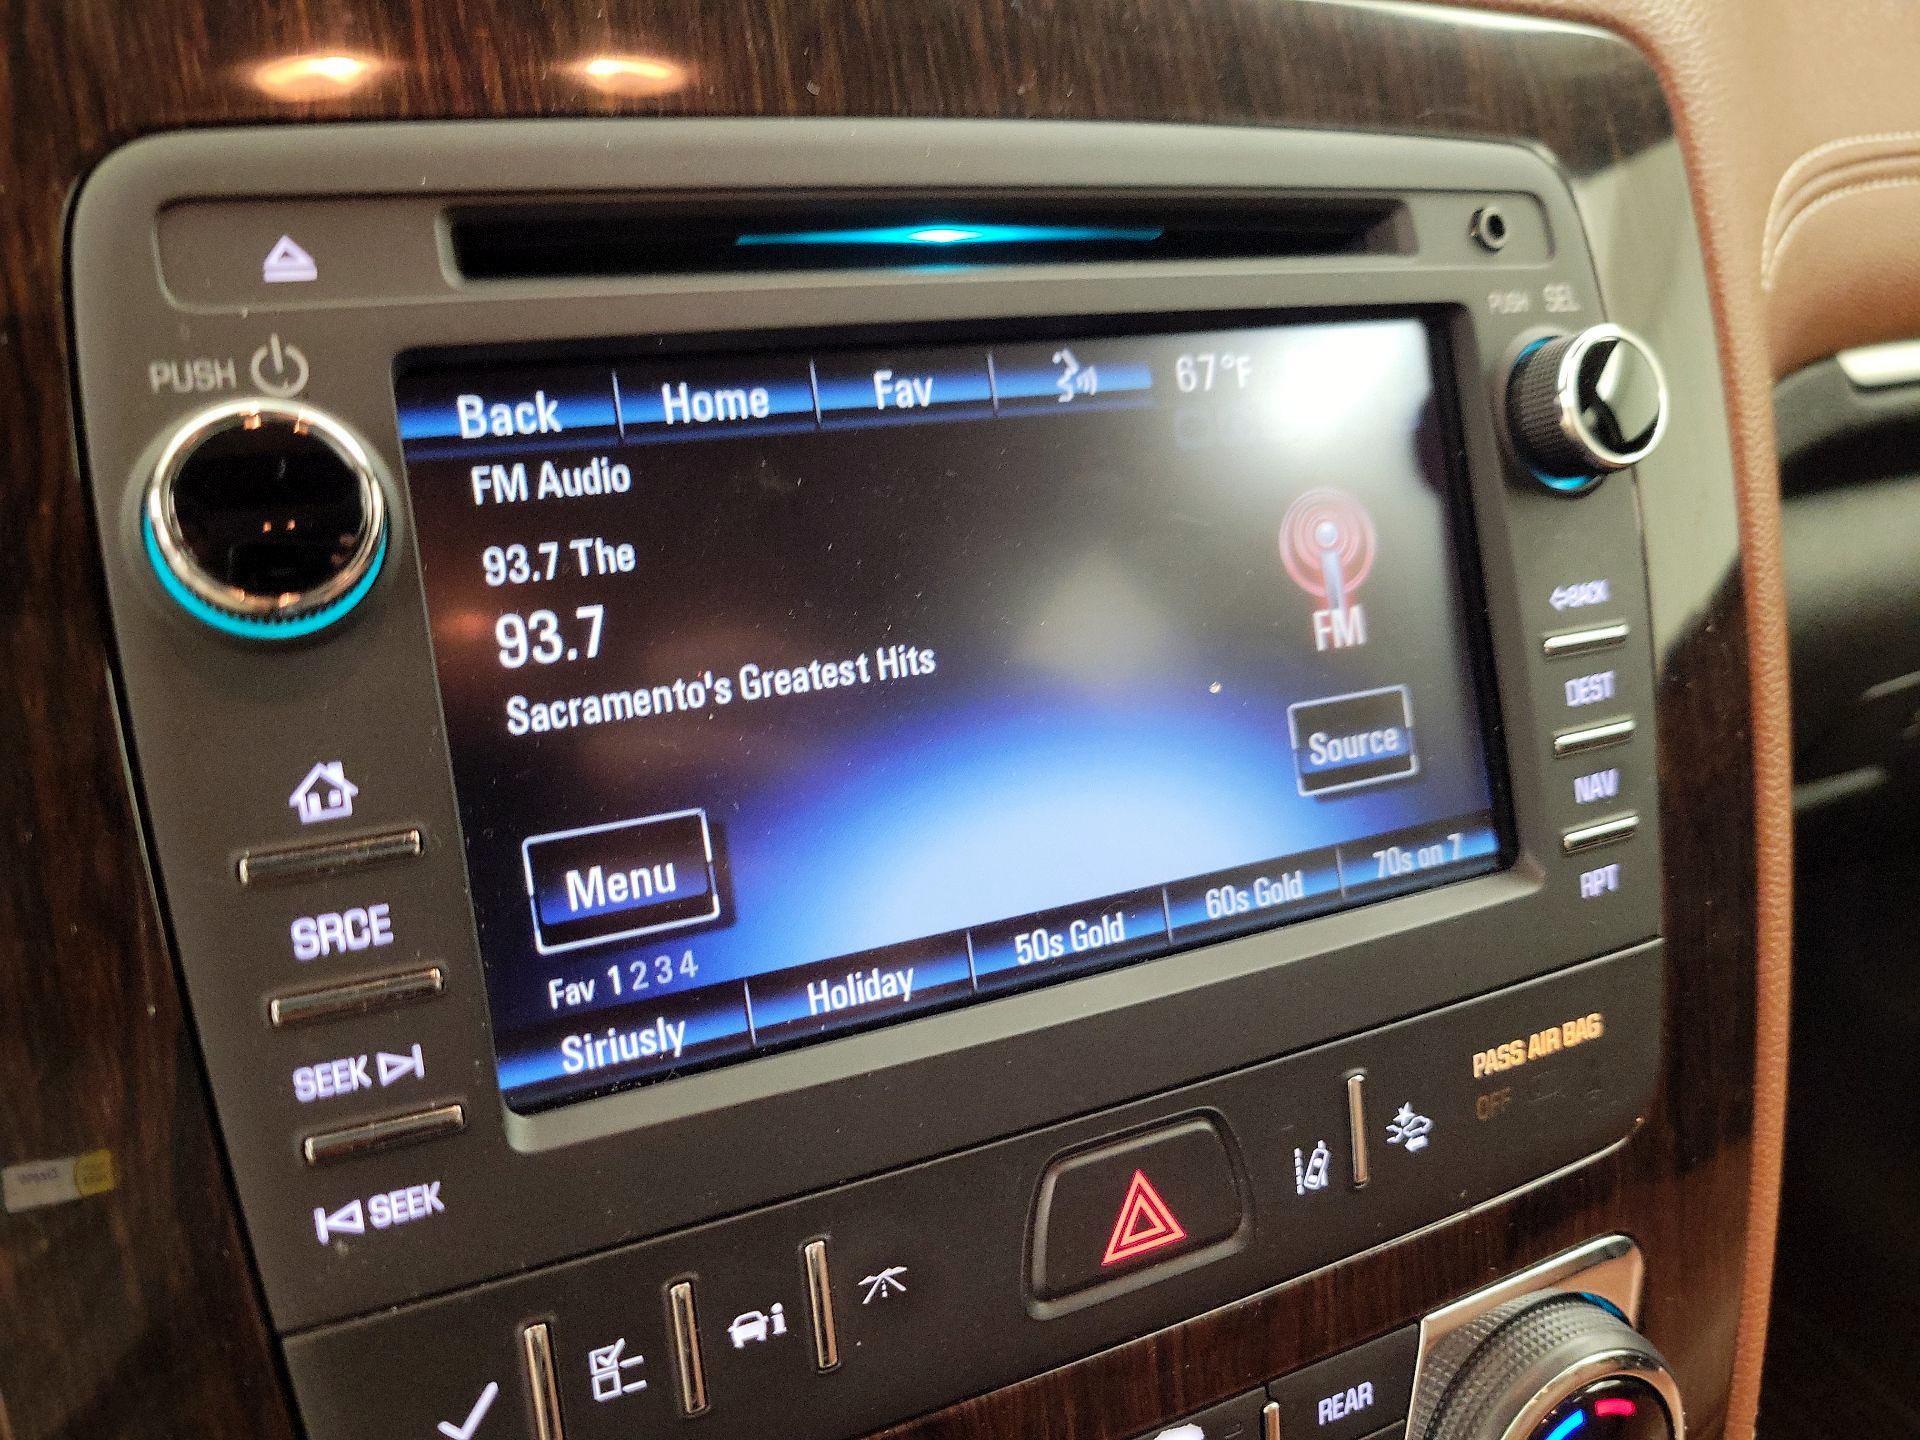 PUSH
PUSH SEL
Back Home Fav 67°F
FM Audio
93.7 The
93.7
Sacramento's Greatest Hits
FM
Source
Menu
Fav 1 2 3 4
Siriusly Holiday 50s Gold 60s Gold 70s on 7
SRCE
SEEK
SEEK
BACK
DEST
NAV
RPT
PASS AIR BAG
OFF
i
REAR